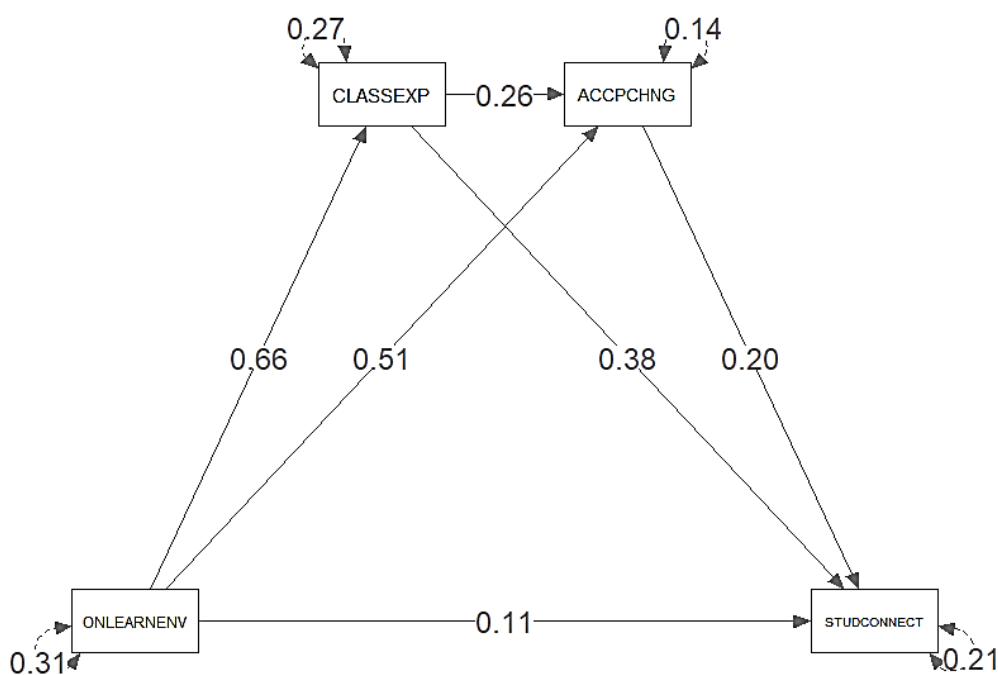 0.27
0.14
CLASSEXP
0.26
ACCPCHNG
0.66
0.51
0.38
0.20
ONLEARNENV
0.11
STUDCONNECT
0.31
0.21